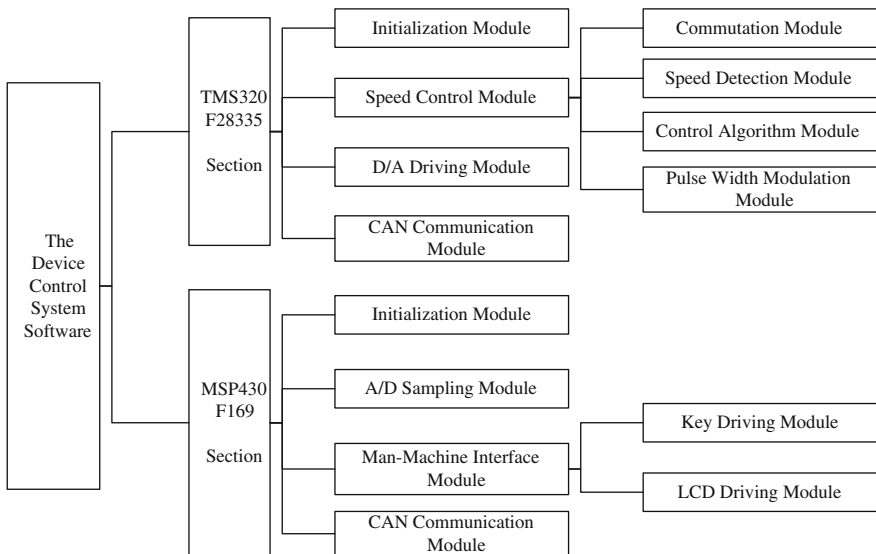 The
Device
Control
System
Software
TMS320
F28335
Section
Initialization Module
Speed Control Module
D/A Driving Module
CAN Communication
Module
Commutation Module
Speed Detection Module
Control Algorithm Module
Pulse Width Modulation
Module
MSP430
F169
Section
Initialization Module
A/D Sampling Module
Man-Machine Interface
Module
CAN Communication
Module
Key Driving Module
LCD Driving Module